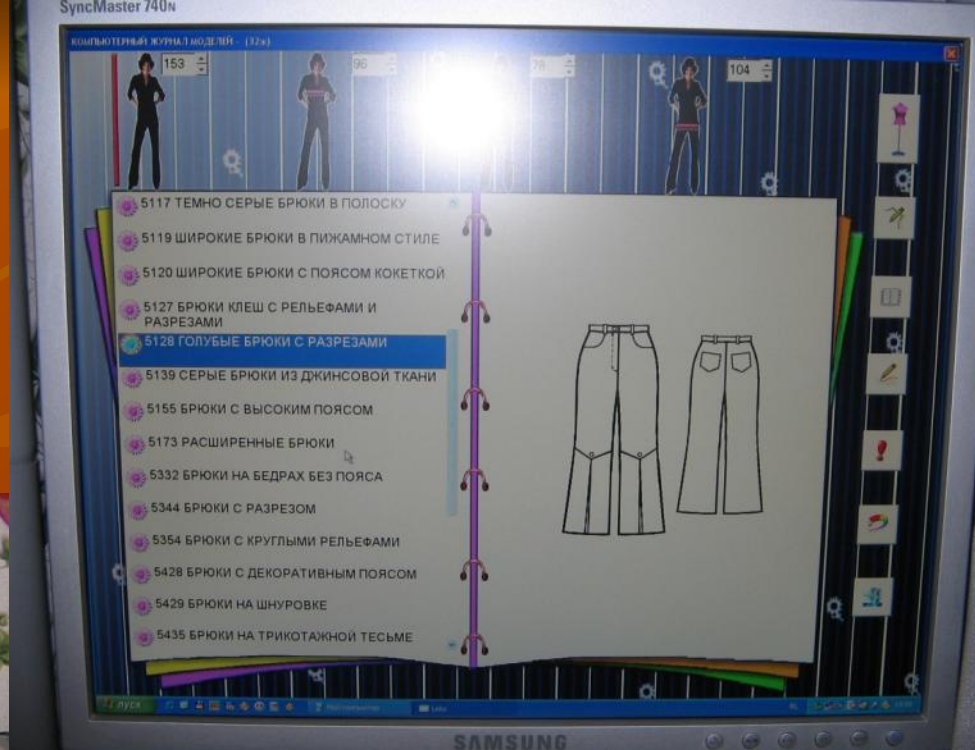 SyncMaster 740N
КОМПЬЮТЕРНЫЙ ЖУРНАЛ МОДЕЛЕЙ - (32ж)
153
96
78
104
5117 ТЕМНО СЕРЫЕ БРЮКИ В ПОЛОСКУ
5119 ШИРОКИЕ БРЮКИ В ПИЖАМНОМ СТИЛЕ
5120 ШИРОКИЕ БРЮКИ С ПОЯСОМ КОКЕТКОЙ
5127 БРЮКИ КЛЕШ С РЕЛЬЕФАМИ И
РАЗРЕЗАМИ
5128 ГОЛУБЫЕ БРЮКИ С РАЗРЕЗАМИ
5139 СЕРЫЕ БРЮКИ ИЗ ДЖИНСОВОЙ ТКАНИ
5155 БРЮКИ С ВЫСОКИМ ПОЯСОМ
5173 РАСШИРЕННЫЕ БРЮКИ
5332 БРЮКИ НА БЕДРАХ БЕЗ ПОЯСА
5344 БРЮКИ С РАЗРЕЗОМ
5354 БРЮКИ С КРУГЛЫМИ РЕЛЬЕФАМИ
5428 БРЮКИ С ДЕКОРАТИВНЫМ ПОЯСОМ
5429 БРЮКИ НА ШНУРОВКЕ
5435 БРЮКИ НА ТРИКОТАЖНОЙ ТЕСЬМЕ
пуск
SAMSUNG